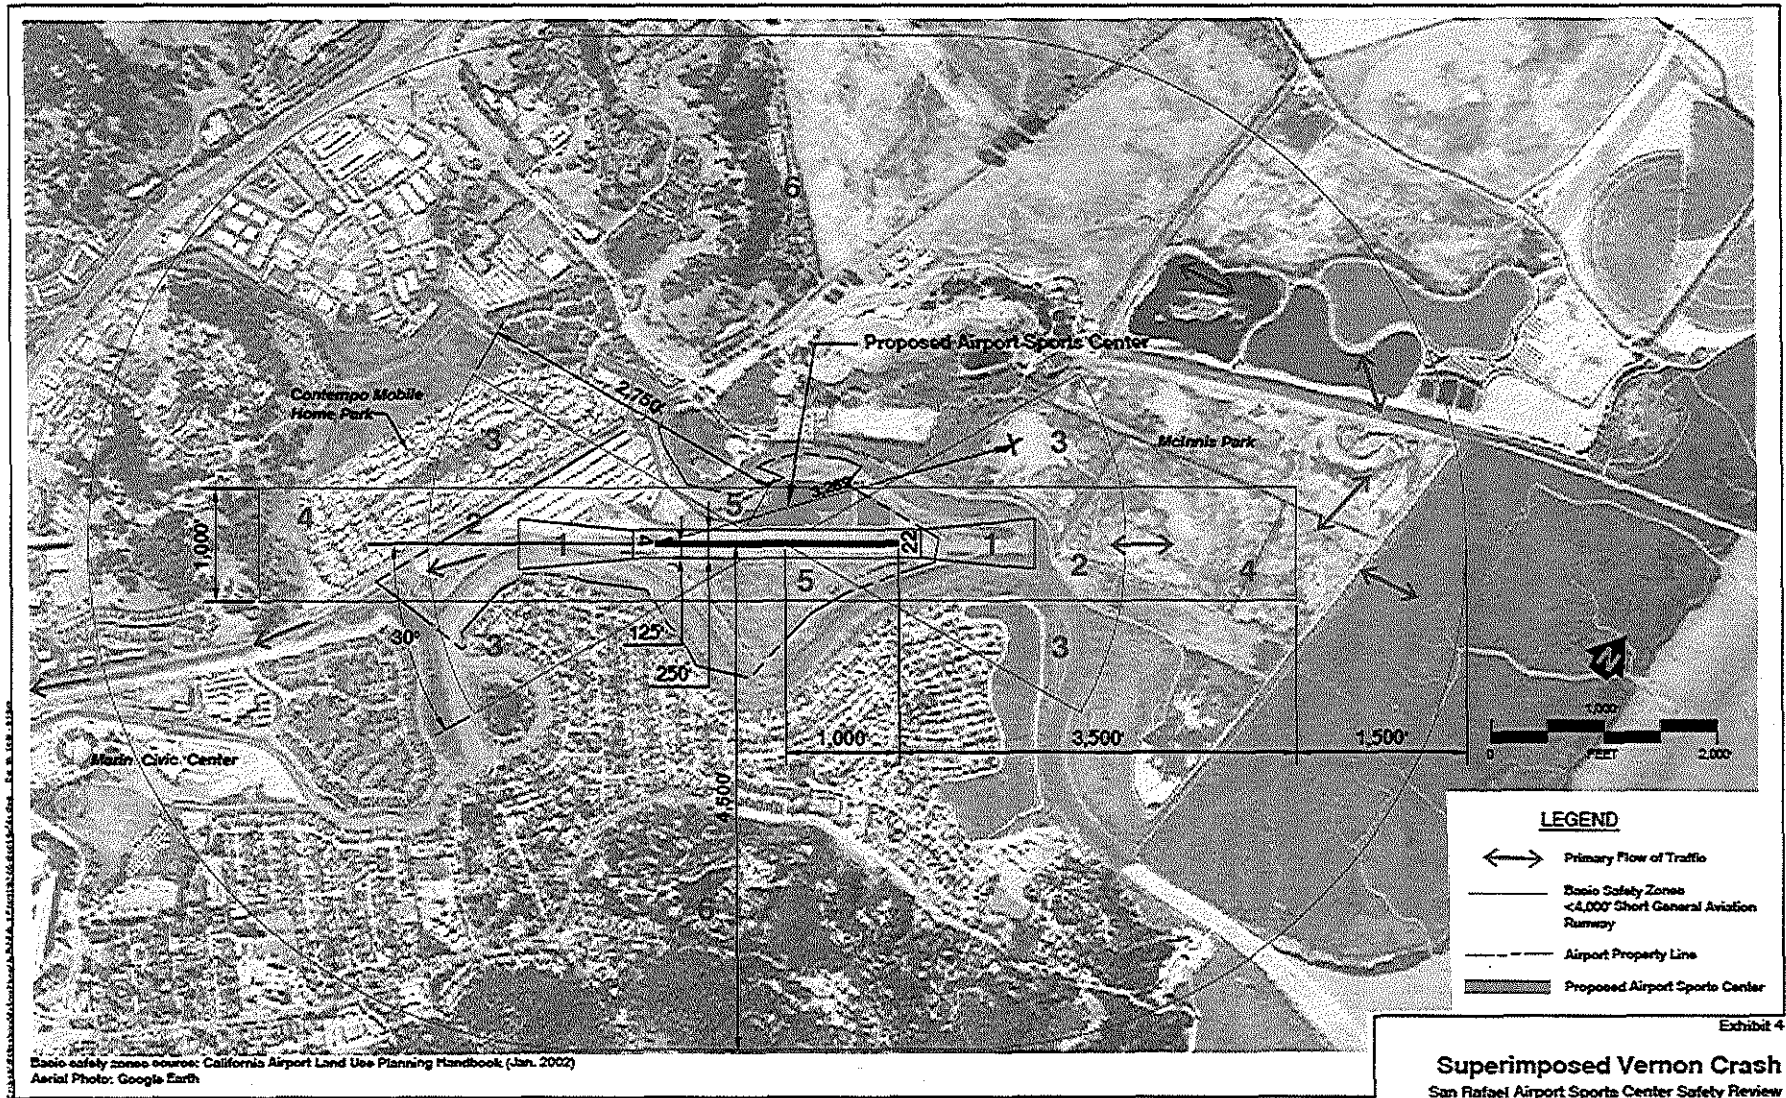 6
Proposed Airport Sports Center
2,750'
Contempo Mobile
Home Park
3
3
McInnis Park
X
5
4
2
1000'
1
4
22
1
2
4
5
30°
3
3
125'
250'
1,000'
3,500'
1,500'
4,500'
Marin Civic Center
6
N
1,000'
0
FEET
2,000'
LEGEND
Primary Flow of Traffic
Basic Safety Zones
<4,000' Short General Aviation
Runway
Airport Property Line
Proposed Airport Sports Center
Basic safety zones source: California Airport Land Use Planning Handbook (Jan. 2002)
Aerial Photo: Google Earth
Exhibit 4
Superimposed Vernon Crash
San Rafael Airport Sports Center Safety Review